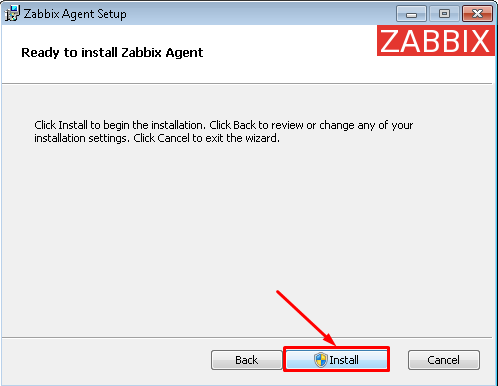 Zabbix Agent Setup
ZABBIX
Ready to install Zabbix Agent
Click Install to begin the installation. Click Back to review or change any of your
installation settings. Click Cancel to exit the wizard.
Back
Install
Cancel